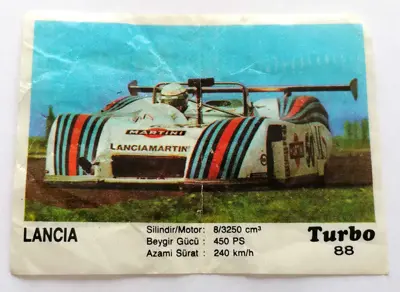 MARTINI
LANCIAMARTINI
LANCIA
Silindir/Motor: 8/3250 cm³
Beygir Gücü : 450 PS
Azami Sürat : 240 km/h
Turbo
88